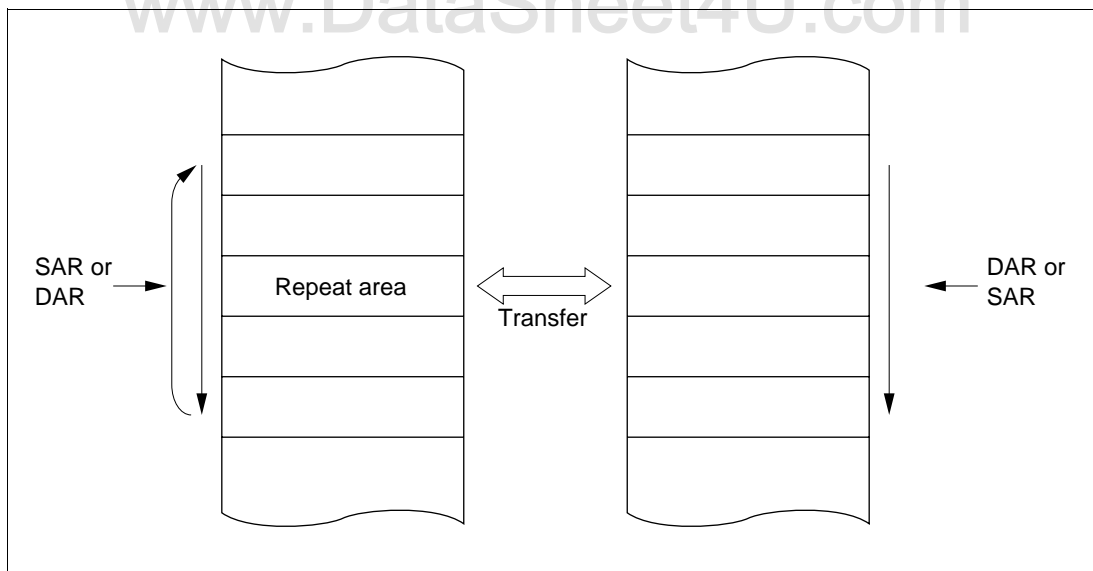 www.DataSheet4U.com
SAR or
DAR
Repeat area
Transfer
DAR or
SAR